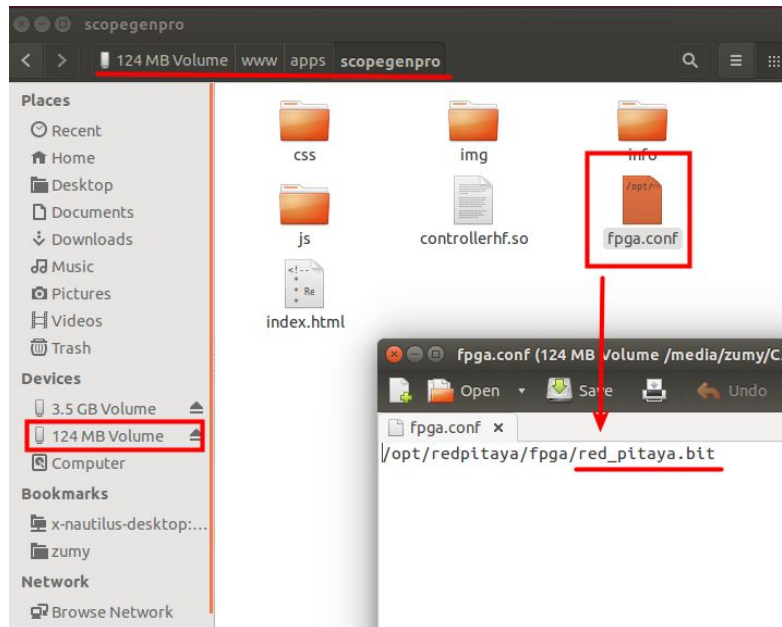 scopegenpro
124 MB Volume www apps scopegenpro
Places
Recent
Home
Desktop
Documents
Downloads
Music
Pictures
Videos
Trash
Devices
3.5 GB Volume
124 MB Volume
Computer
Bookmarks
x-nautilus-desktop:...
zumy
Network
Browse Network
css
img
info
js
controllerhf.so
/opt/
fpga.conf
<!--
*
* Re
*
index.html
fpga.conf (124 MB Volume /media/zumy/C...
Open Save Undo
fpga.conf x
/opt/redpitaya/fpga/red_pitaya.bit